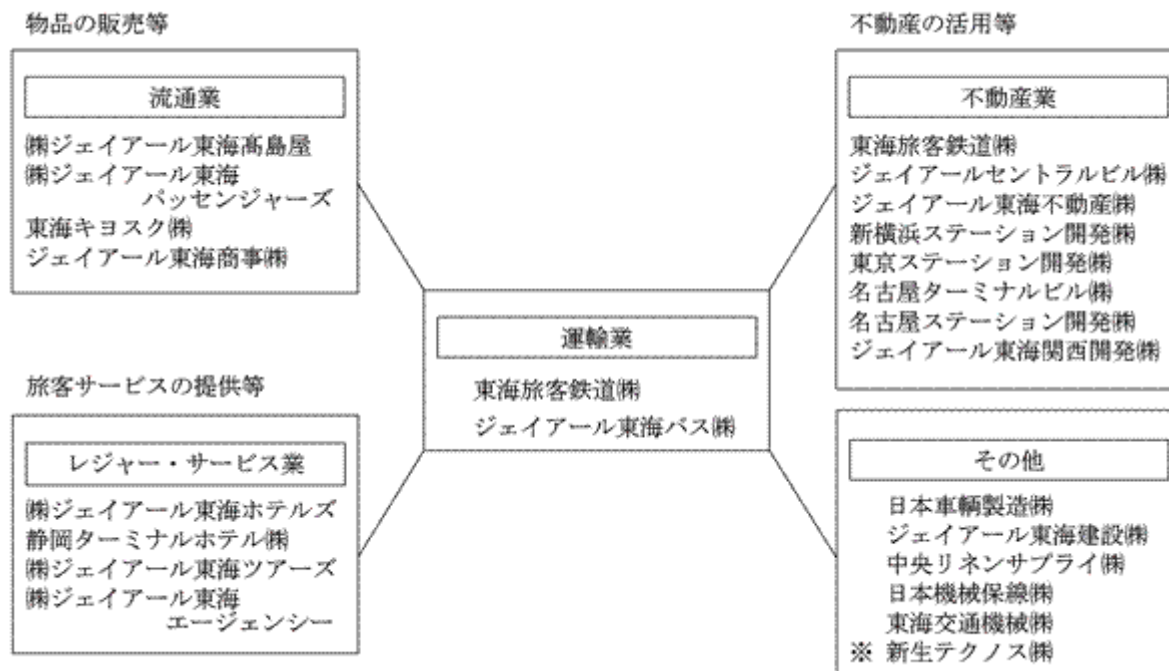 物品の販売等
流通業
㈱ジェイアール東海髙島屋
㈱ジェイアール東海
パッセンジャーズ
東海キヨスク㈱
ジェイアール東海商事㈱
旅客サービスの提供等
レジャー・サービス業
㈱ジェイアール東海ホテルズ
静岡ターミナルホテル㈱
㈱ジェイアール東海ツアーズ
㈱ジェイアール東海
エージェンシー
運輸業
東海旅客鉄道㈱
ジェイアール東海バス㈱
不動産の活用等
不動産業
東海旅客鉄道㈱
ジェイアールセントラルビル㈱
ジェイアール東海不動産㈱
新横浜ステーション開発㈱
東京ステーション開発㈱
名古屋ターミナルビル㈱
名古屋ステーション開発㈱
ジェイアール東海関西開発㈱
その他
日本車輌製造㈱
ジェイアール東海建設㈱
中央リネンサプライ㈱
日本機械保線㈱
東海交通機械㈱
※ 新生テクノス㈱